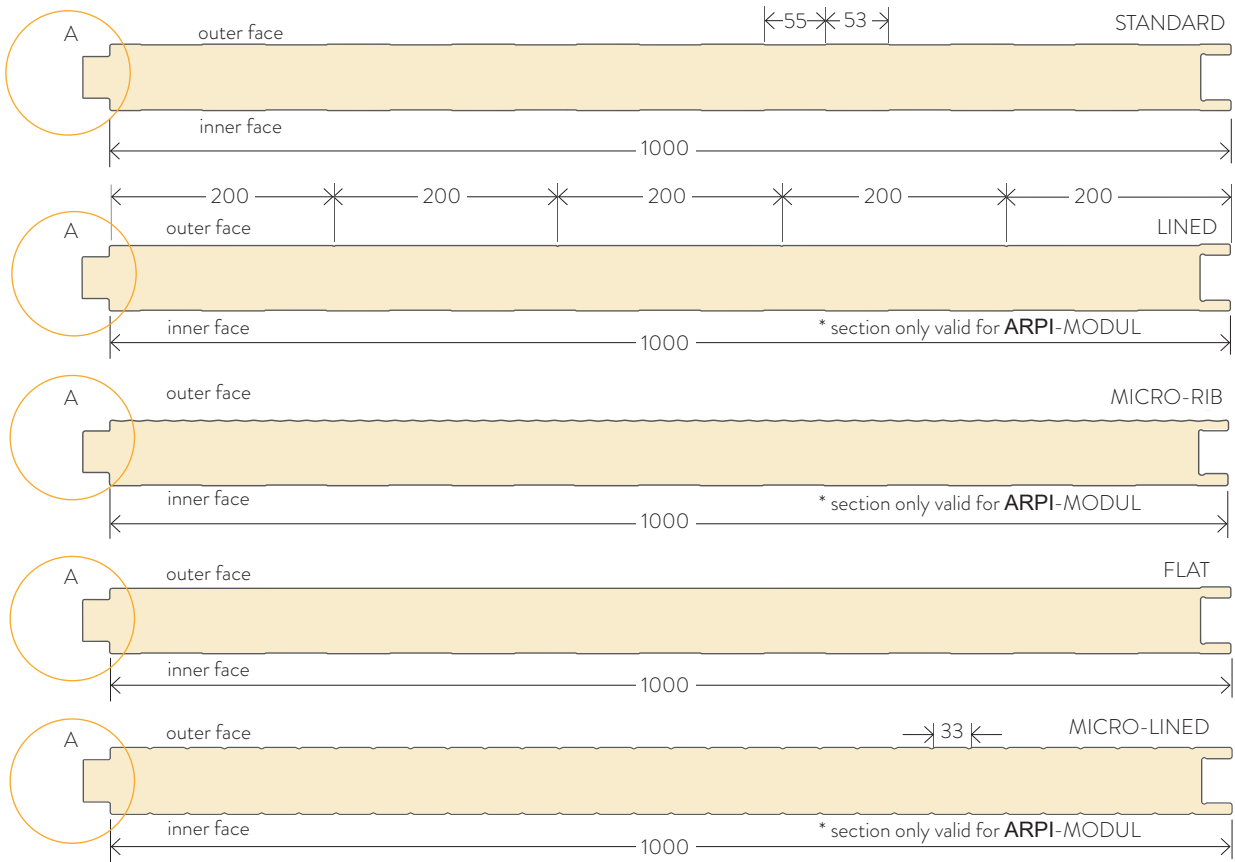 A
outer face
55
53
STANDARD
inner face
1000
200
200
200
200
200
A
outer face
LINED
inner face
* section only valid for ARPI-MODUL
1000
A
outer face
MICRO-RIB
inner face
* section only valid for ARPI-MODUL
1000
A
outer face
FLAT
inner face
1000
A
outer face
33
MICRO-LINED
inner face
* section only valid for ARPI-MODUL
1000